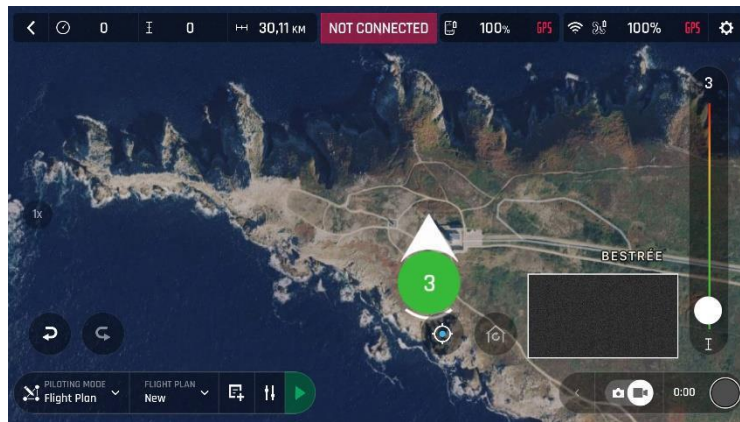 0 0 30,11 КМ NOT CONNECTED 100% GPS 100% GPS
3
1x
BESTRÉE
3
PILOTING MODE
Flight Plan
FLIGHT PLAN
New
0:00